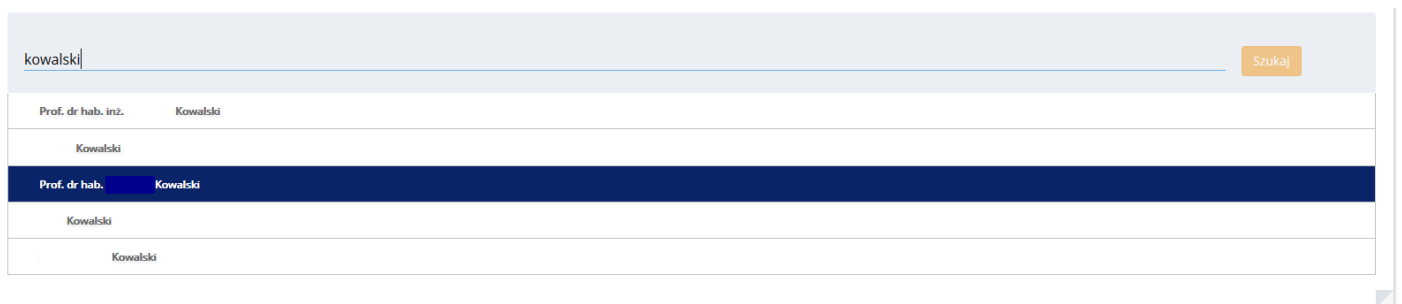 kowalski
Szukaj
Prof. dr hab. inż. Kowalski
Kowalski
Prof. dr hab. Kowalski
Kowalski
Kowalski